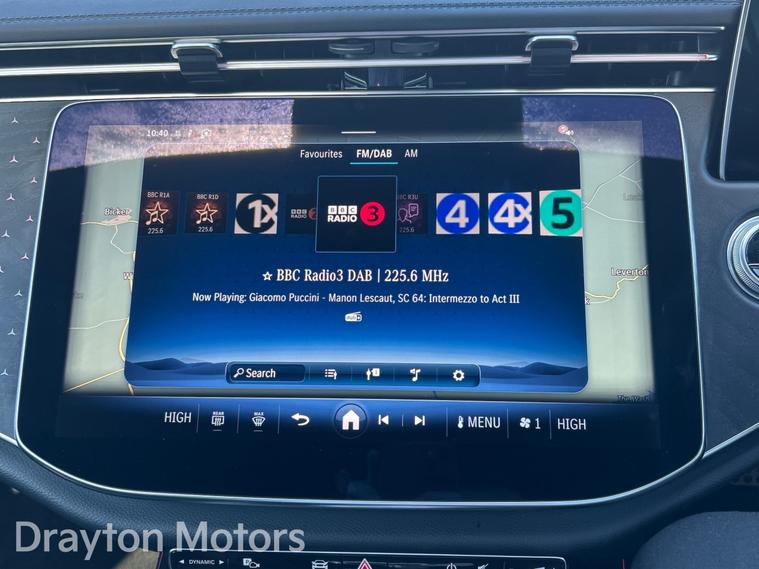 10:40
Favourites FM/DAB AM
BBC R1A
225.6
BBC R1D
225.6
1X
BBC RADIO 3
BBC R3U
225.6
4
4X
5
Bicker
Leverton
☆ BBC Radio3 DAB | 225.6 MHz
Now Playing: Giacomo Puccini - Manon Lescaut, SC 64: Intermezzo to Act III
Search
HIGH
REAR
MAX
MENU
1
HIGH
Drayton Motors
DYNAMIC